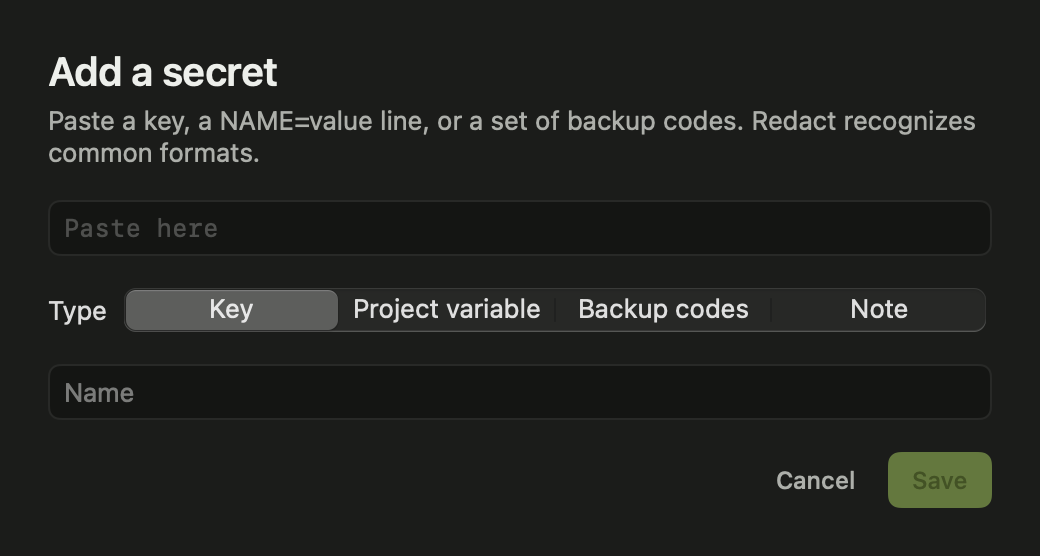 Add a secret
Paste a key, a NAME=value line, or a set of backup codes. Redact recognizes
common formats.
Paste here
Type Key Project variable Backup codes Note
Name
Cancel Save